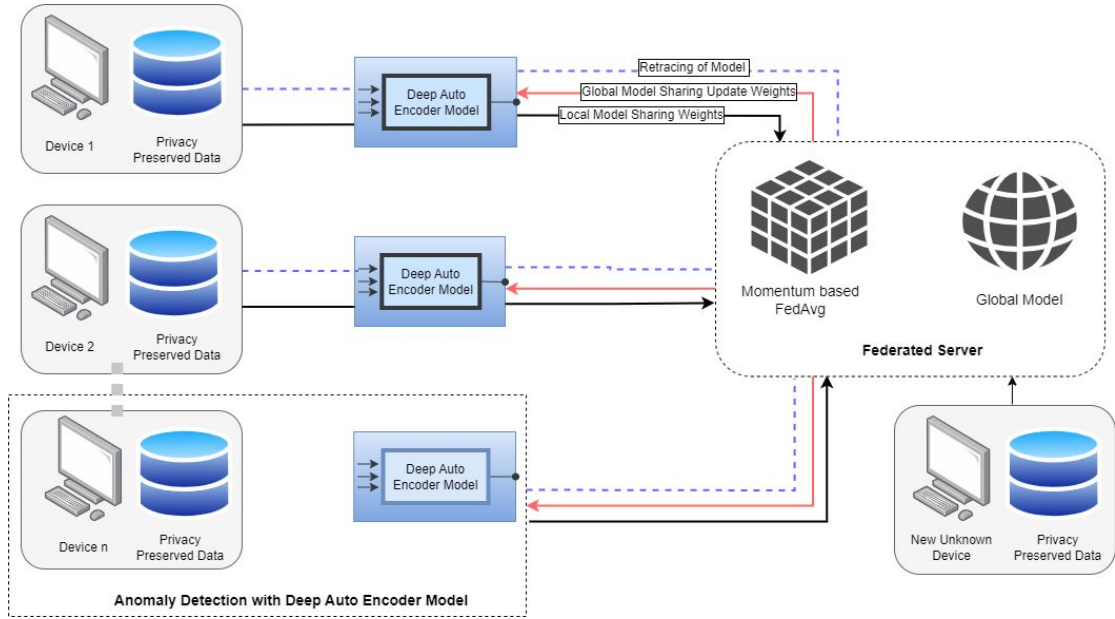 Device 1
Privacy
Preserved Data
Deep Auto
Encoder Model
Retracing of Model
Global Model Sharing Update Weights
Local Model Sharing Weights
Device 2
Privacy
Preserved Data
Deep Auto
Encoder Model
Momentum based
FedAvg
Global Model
Federated Server
Device n
Privacy
Preserved Data
Deep Auto
Encoder Model
Anomaly Detection with Deep Auto Encoder Model
New Unknown
Device
Privacy
Preserved Data